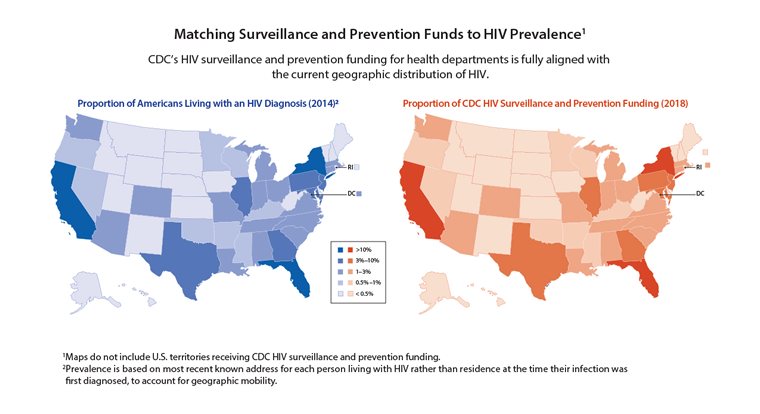 Matching Surveillance and Prevention Funds to HIV Prevalence¹
CDC’s HIV surveillance and prevention funding for health departments is fully aligned with
the current geographic distribution of HIV.
Proportion of Americans Living with an HIV Diagnosis (2014)²
Proportion of CDC HIV Surveillance and Prevention Funding (2018)
RI
DC
RI
DC
>10%
3%–10%
1–3%
0.5%–1%
< 0.5%
¹Maps do not include U.S. territories receiving CDC HIV surveillance and prevention funding.
²Prevalence is based on most recent known address for each person living with HIV rather than residence at the time their infection was
first diagnosed, to account for geographic mobility.